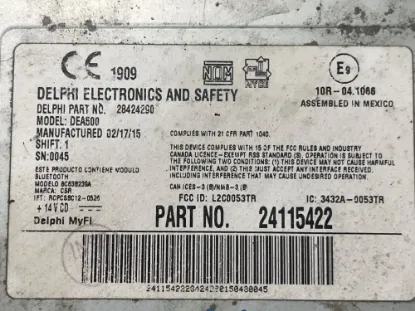 CE 1909
NOM
NYCE
E9
10R-04.1066
ASSEMBLED IN MEXICO
DELPHI ELECTRONICS AND SAFETY
DELPHI PART NO. 28424290
MODEL: DEA500
MANUFACTURED 02/17/15
SHIFT. 1
SN:0045
COMPLIES WITH 21 CFR PART 1040.
THIS DEVICE COMPLIES WITH PART 15 OF FCC RULES AND INDUSTRY
CANADA LICENCE-EXEMPT RSS STANDARD (S). OPERATION IS SUBJECT TO
THE FOLLOWING TWO CONDITIONS: (1) THIS DEVICE MAY NOT CAUSE HARMFUL
INTERFERENCE, AND (2) THIS DEVICE MUST ACCEPT ANY INTERFERENCE RECEIVED,
INCLUDING INTERFERENCE THAT MAY CAUSE UNDESIRED OPERATION.
ESTE PRODUCTO CONTIENE MODULO
BLUETOOTH
MARCA: CSR
CAN ICES-3 (B)/NMB-3 (B)
FCC ID: L2C0053TR
IC: 3432A-0053TR
+ 14V
Delphi MyFi
PART NO. 24115422